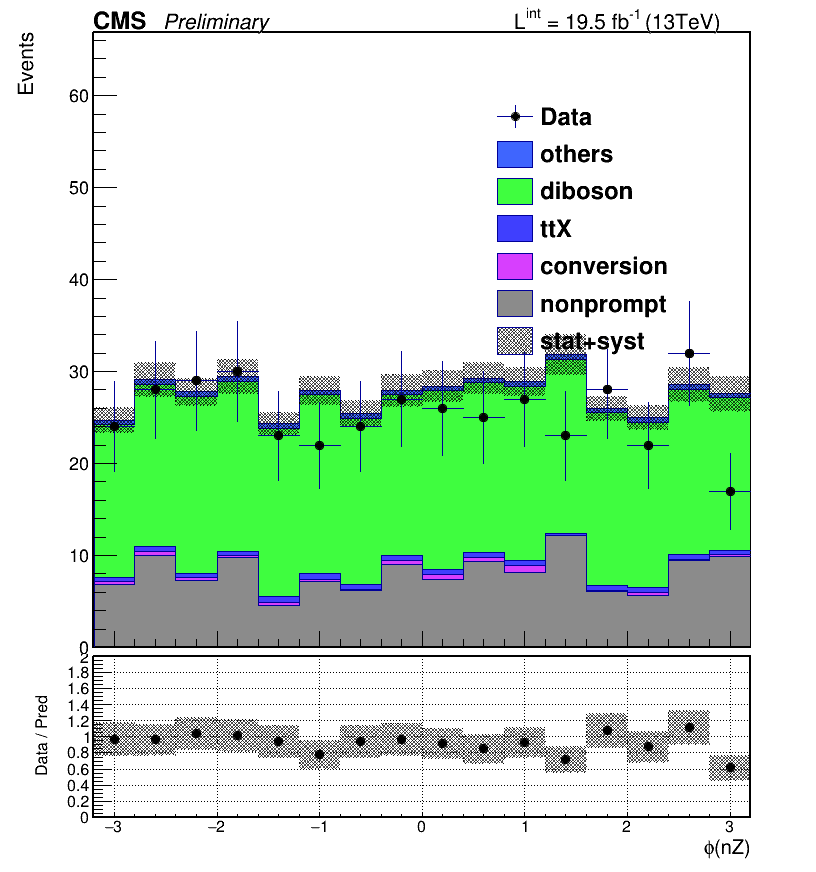 CMS Preliminary L^int = 19.5 fb^-1 (13TeV)
Events
60
50
40
30
20
10
0
Data
others
diboson
ttX
conversion
nonprompt
stat+syst
Data / Pred
2
1.8
1.6
1.4
1.2
1
0.8
0.6
0.4
0.2
0
−3 −2 −1 0 1 2 3
ϕ(nZ)